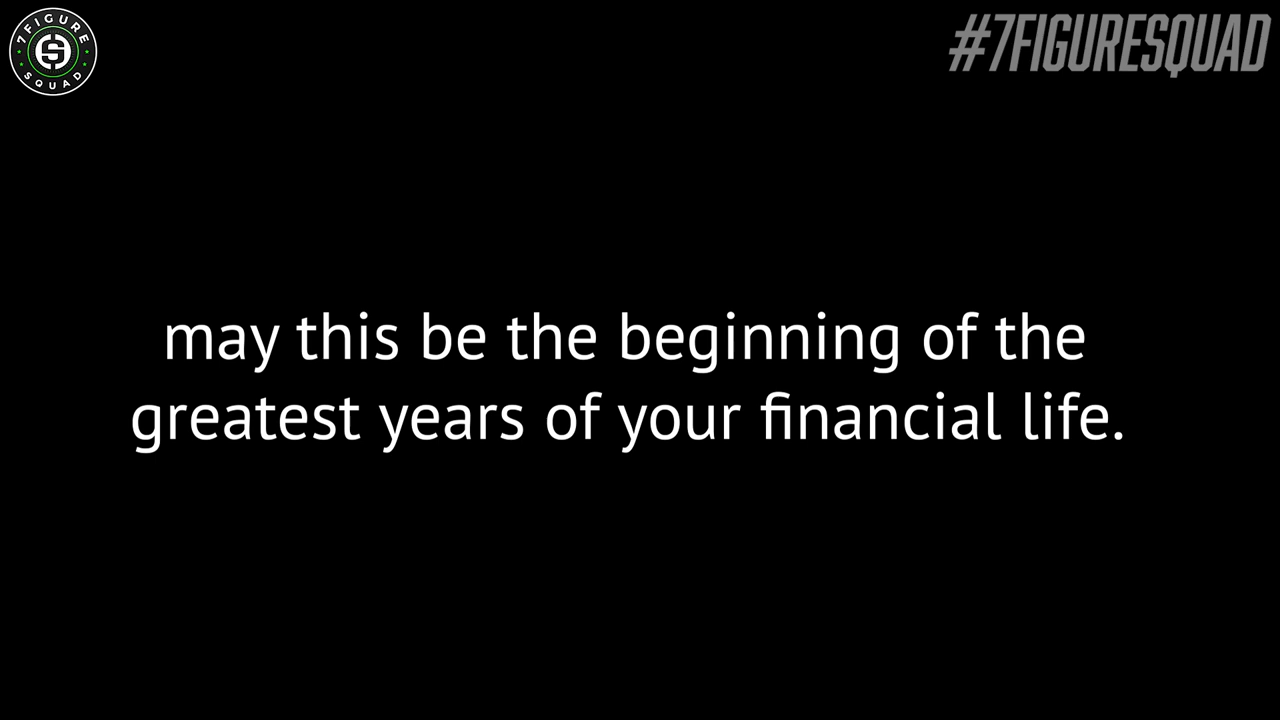 7FIGURE
SQUAD
#7FIGURESQUAD
may this be the beginning of the
greatest years of your financial life.